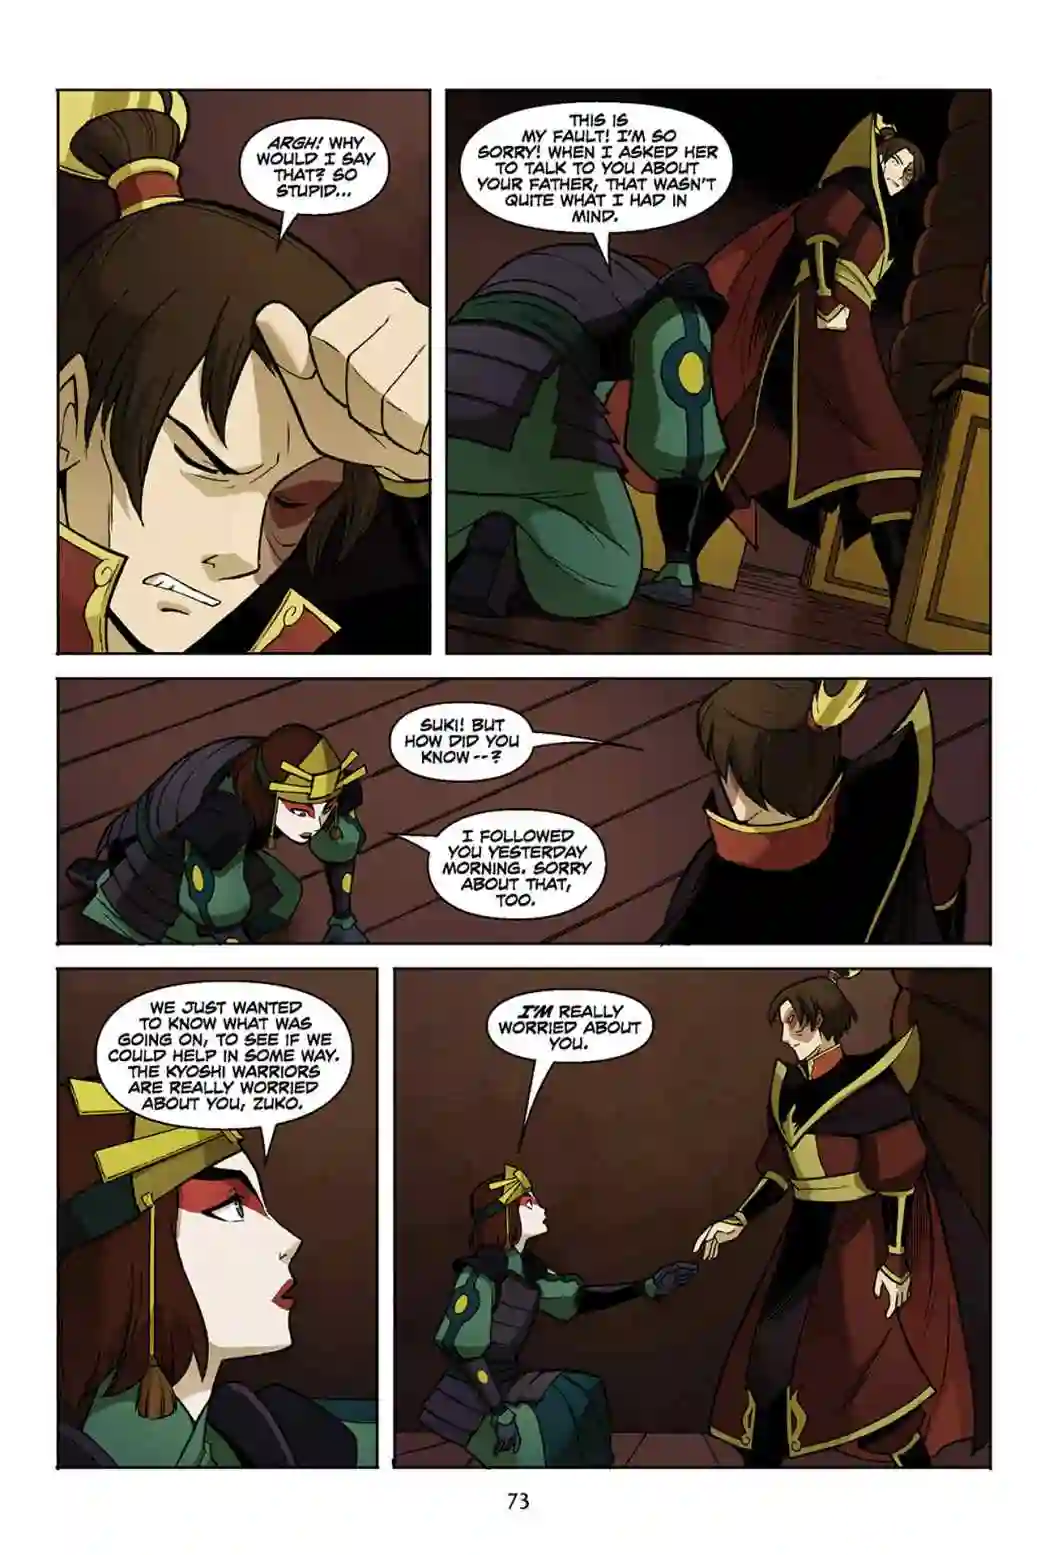 ARGH! WHY
WOULD I SAY
THAT? SO
STUPID...
THIS IS
MY FAULT! I'M SO
SORRY! WHEN I ASKED HER
TO TALK TO YOU ABOUT
YOUR FATHER, THAT WASN'T
QUITE WHAT I HAD IN
MIND.
SUKI! BUT
HOW DID YOU
KNOW--?
I FOLLOWED
YOU YESTERDAY
MORNING. SORRY
ABOUT THAT,
TOO.
WE JUST WANTED
TO KNOW WHAT WAS
GOING ON, TO SEE IF WE
COULD HELP IN SOME WAY.
THE KYOSHI WARRIORS
ARE REALLY WORRIED
ABOUT YOU, ZUKO.
I'M REALLY
WORRIED ABOUT
YOU.
73